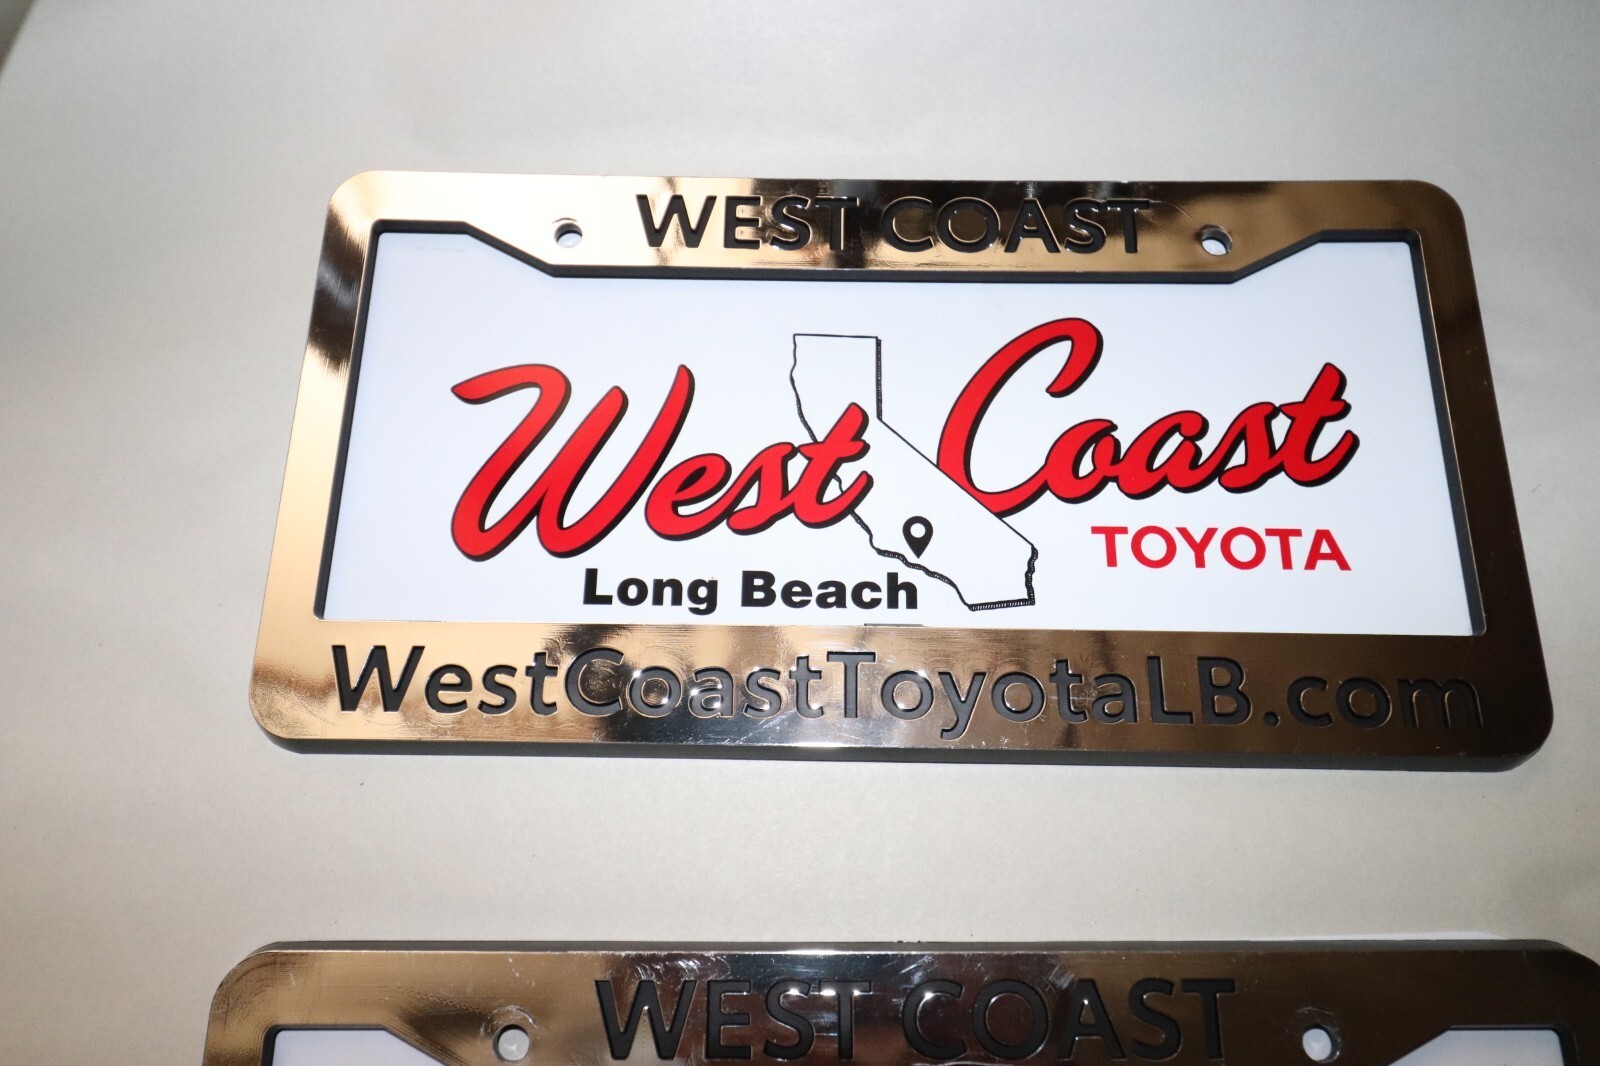 WEST COAST
West Coast
TOYOTA
Long Beach
WestCoastToyotaLB.com
WEST COAST